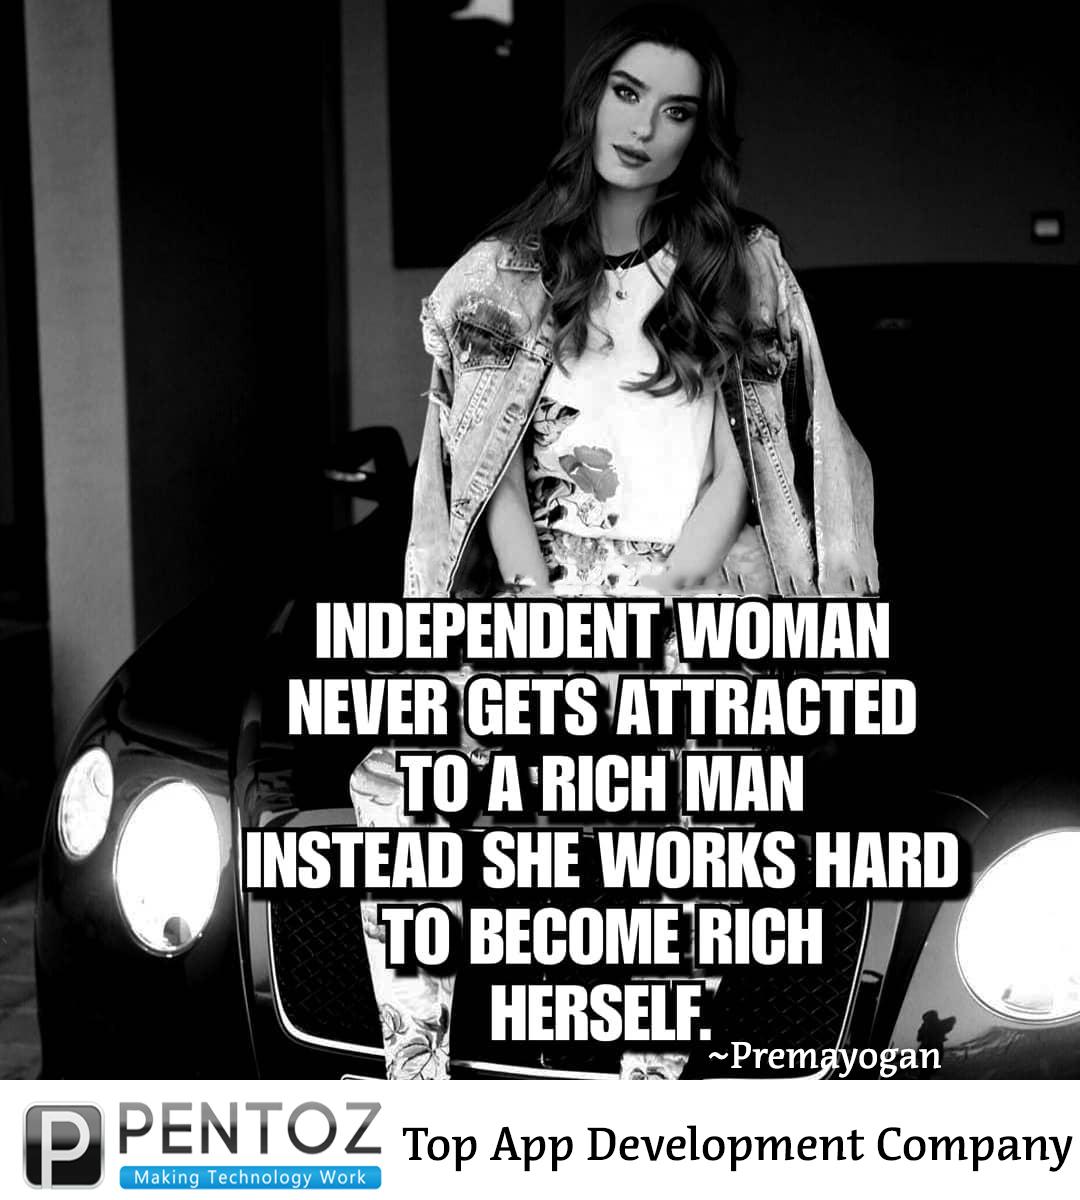 INDEPENDENT WOMAN
NEVER GETS ATTRACTED
TO A RICH MAN
INSTEAD SHE WORKS HARD
TO BECOME RICH
HERSELF.
~Premayogan
P PENTOZ
Making Technology Work
Top App Development Company